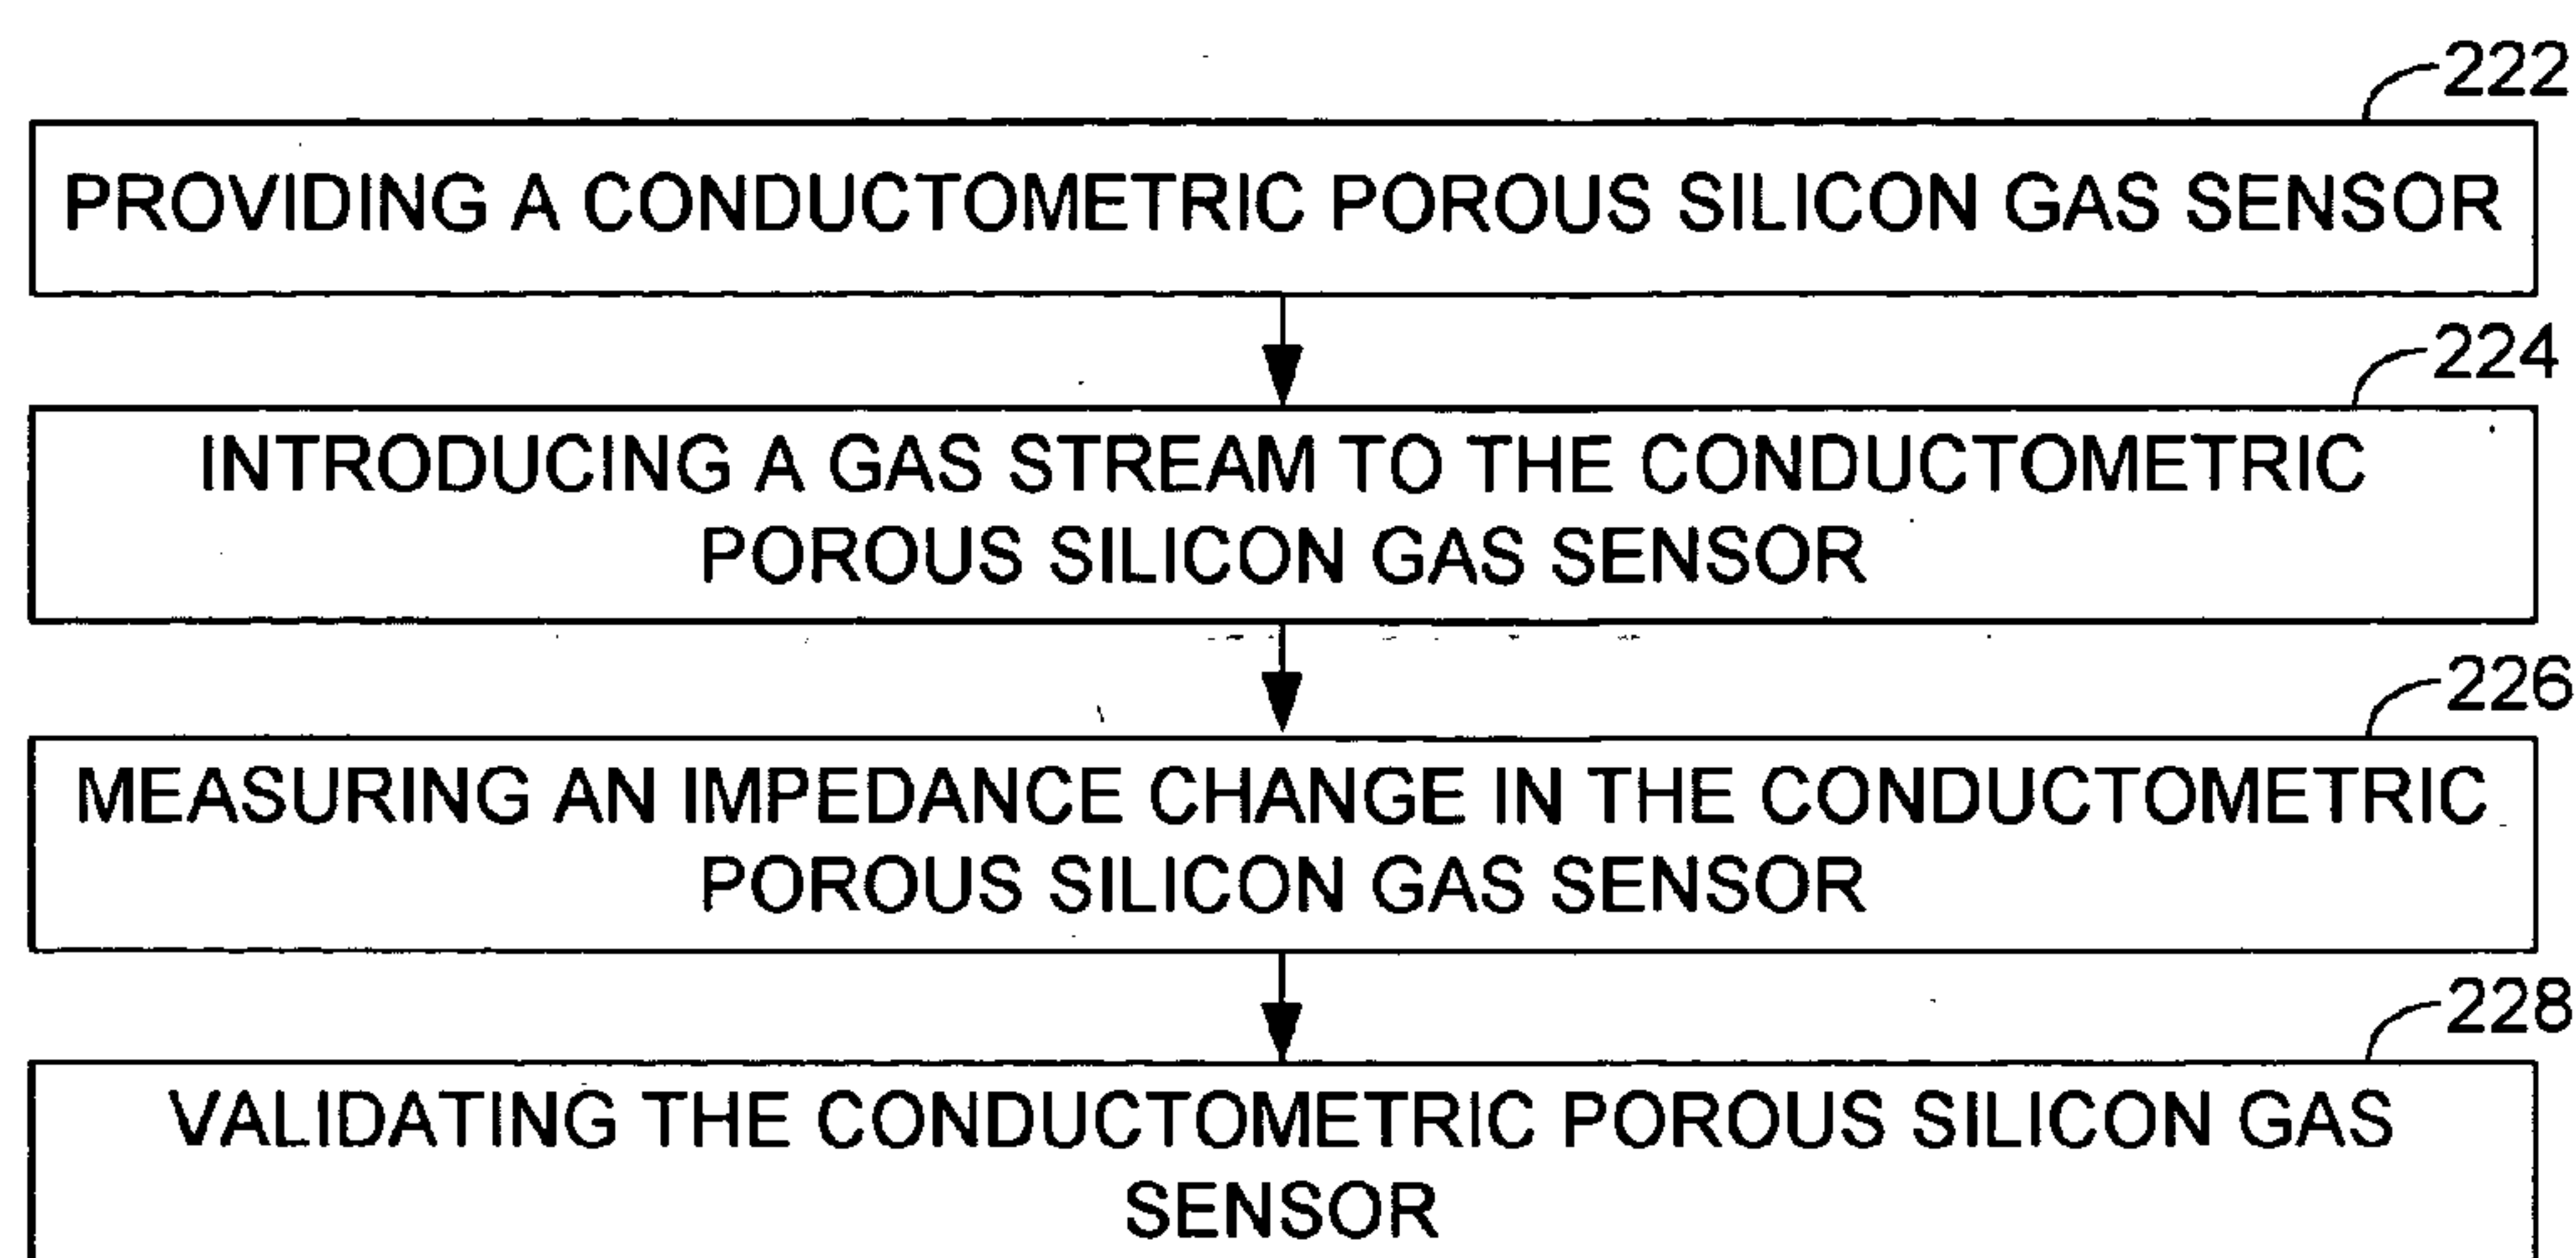 222
PROVIDING A CONDUCTOMETRIC POROUS SILICON GAS SENSOR
224
INTRODUCING A GAS STREAM TO THE CONDUCTOMETRIC
POROUS SILICON GAS SENSOR
226
MEASURING AN IMPEDANCE CHANGE IN THE CONDUCTOMETRIC
POROUS SILICON GAS SENSOR
228
VALIDATING THE CONDUCTOMETRIC POROUS SILICON GAS
SENSOR